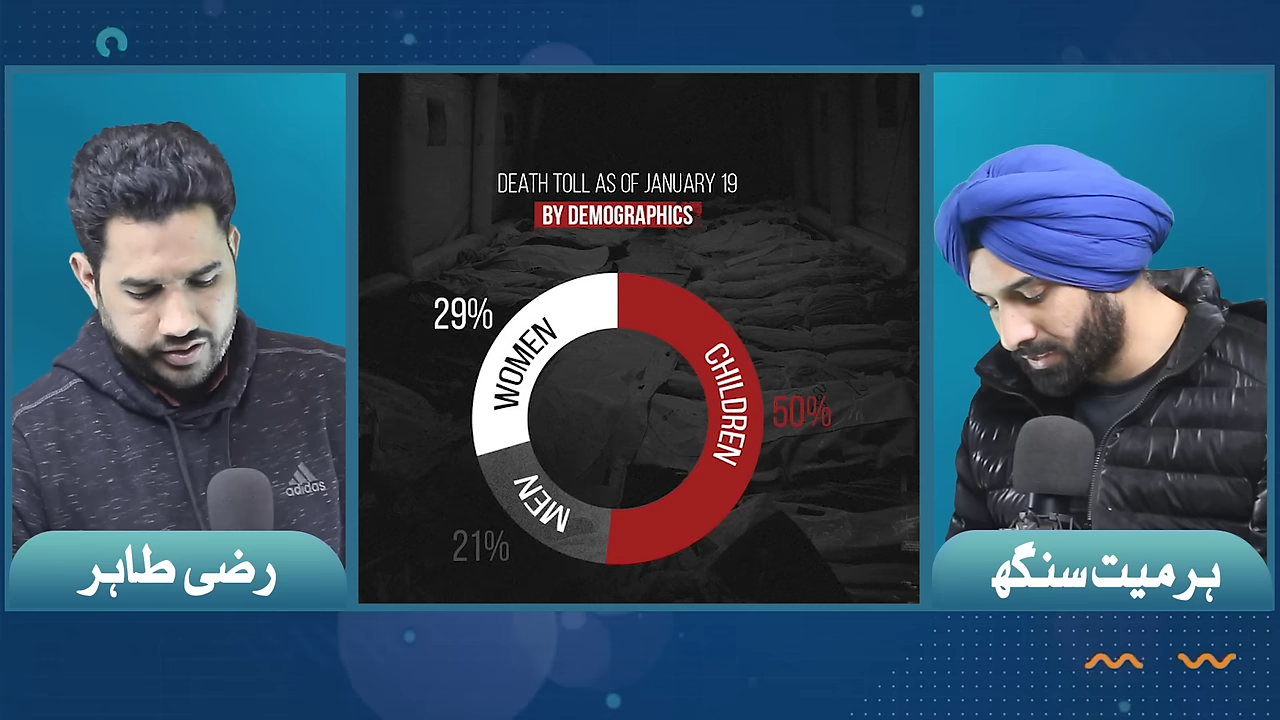 DEATH TOLL AS OF JANUARY 19
BY DEMOGRAPHICS
29%
WOMEN
CHILDREN
50%
MEN
21%
adidas
رضی طاہر
ہرمیت سنگھ